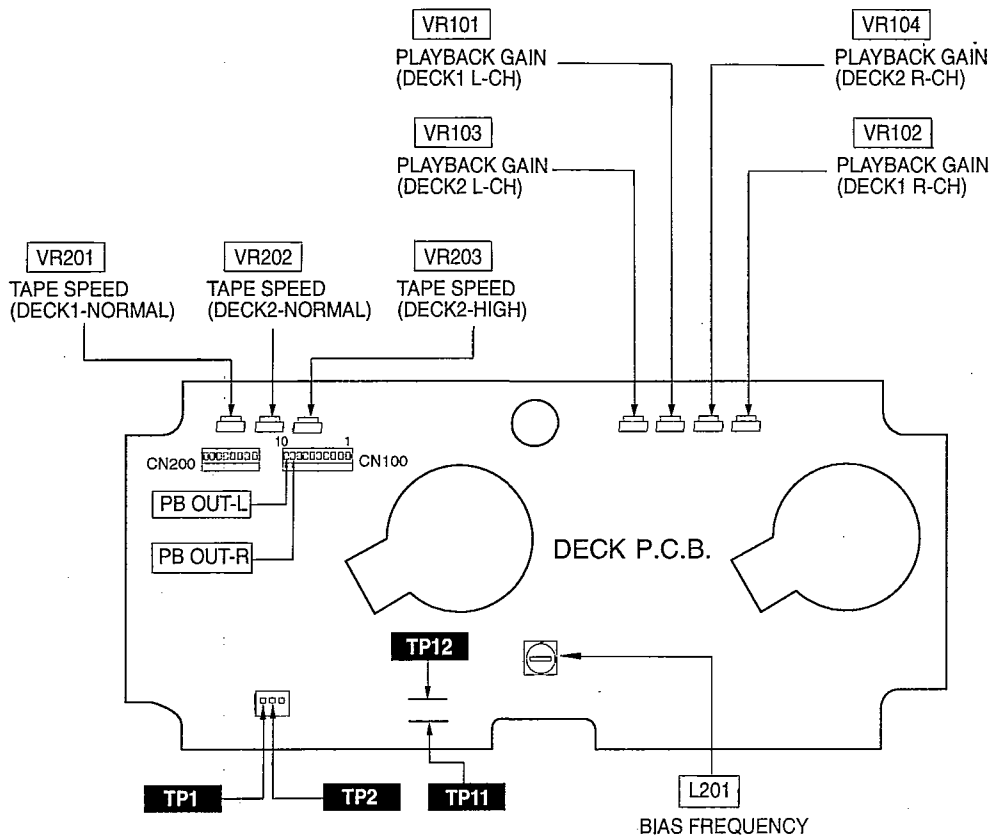 VR101
PLAYBACK GAIN
(DECK1 L-CH)
VR104
PLAYBACK GAIN
(DECK2 R-CH)
VR103
PLAYBACK GAIN
(DECK2 L-CH)
VR102
PLAYBACK GAIN
(DECK1 R-CH)
VR201
TAPE SPEED
(DECK1-NORMAL)
VR202
TAPE SPEED
(DECK2-NORMAL)
VR203
TAPE SPEED
(DECK2-HIGH)
10 1
CN200
CN100
PB OUT-L
PB OUT-R
DECK P.C.B.
TP12
TP1
TP2
TP11
L201
BIAS FREQUENCY